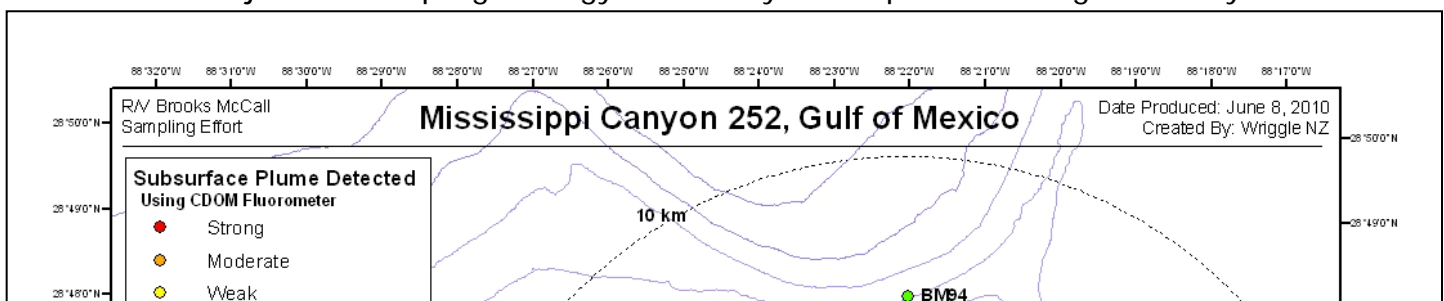 88°32'0"W 88°31'0"W 88°30'0"W 88°29'0"W 88°28'0"W 88°27'0"W 88°26'0"W 88°25'0"W 88°24'0"W 88°23'0"W 88°22'0"W 88°21'0"W 88°20'0"W 88°19'0"W 88°18'0"W 88°17'0"W
R/V Brooks McCall
Sampling Effort
Mississippi Canyon 252, Gulf of Mexico
Date Produced: June 8, 2010
Created By: Wriggle NZ
28°50'0"N
28°50'0"N
Subsurface Plume Detected
Using CDOM Fluorometer
28°49'0"N
10 km
28°49'0"N
Strong
Moderate
28°48'0"N
Weak
BM94